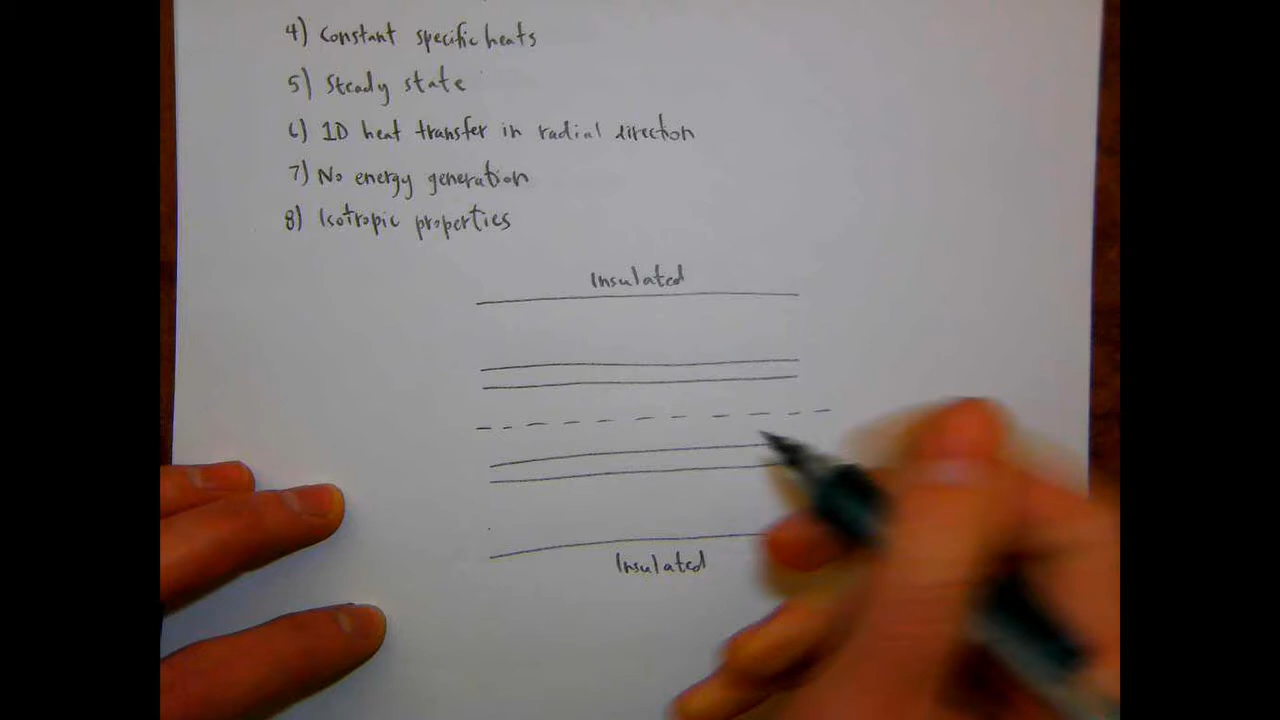 4) Constant specific heats
5) Steady state
6) 1D heat transfer in radial direction
7) No energy generation
8) Isotropic properties
Insulated
Insulated